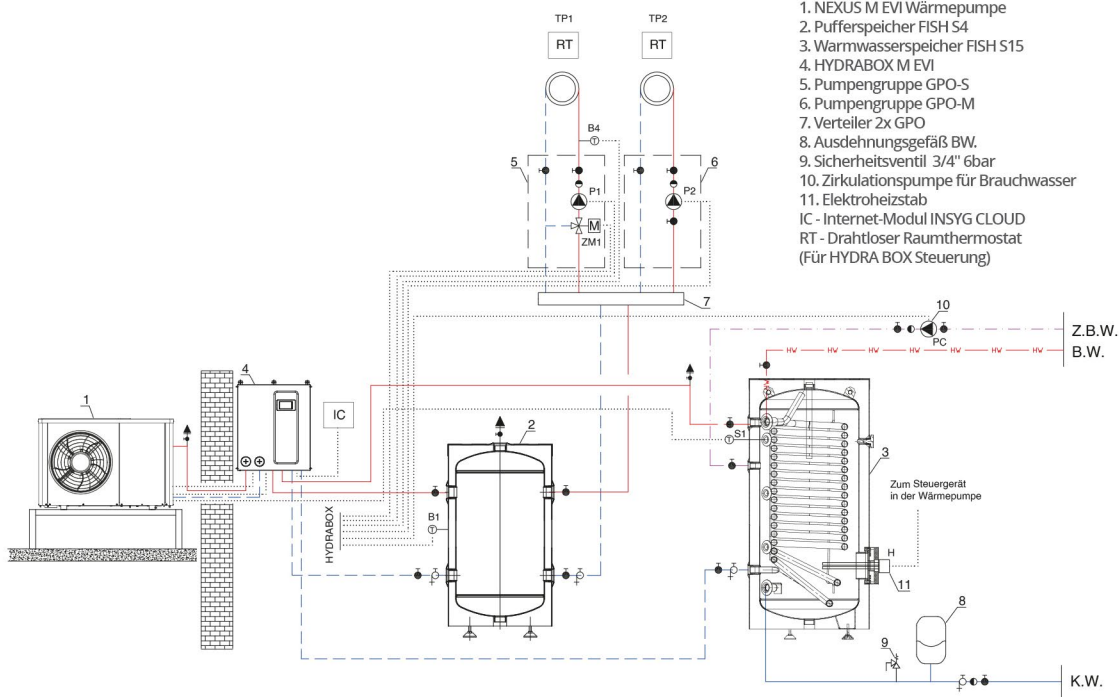 1. NEXUS M EVI Wärmepumpe
2. Pufferspeicher FISH S4
3. Warmwasserspeicher FISH S15
4. HYDRABOX M EVI
5. Pumpengruppe GPO-S
6. Pumpengruppe GPO-M
7. Verteiler 2x GPO
8. Ausdehnungsgefäß BW.
9. Sicherheitsventil 3/4" 6bar
10. Zirkulationspumpe für Brauchwasser
11. Elektroheizstab
IC - Internet-Modul INSYG CLOUD
RT - Drahtloser Raumthermostat
(Für HYDRA BOX Steuerung)
TP1
TP2
RT
RT
B4
T
5
6
P1
P2
M
ZM1
7
10
PC
Z.B.W.
HW HW HW HW HW HW
B.W.
HW
4
1
IC
2
T S1
3
Zum Steuergerät
in der Wärmepumpe
HYDRABOX
B1
T
H
11
8
9
K.W.